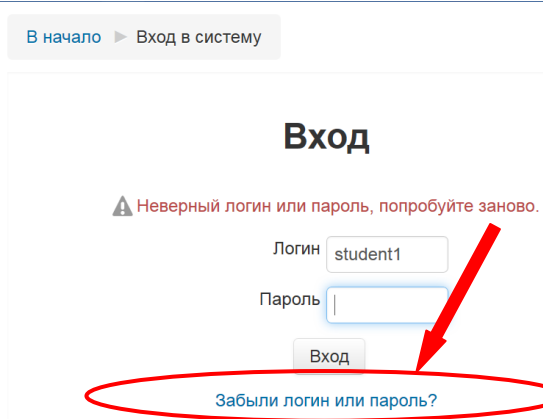 В начало ► Вход в систему
Вход
Неверный логин или пароль, попробуйте заново.
Логин student1
Пароль
Вход
Забыли логин или пароль?